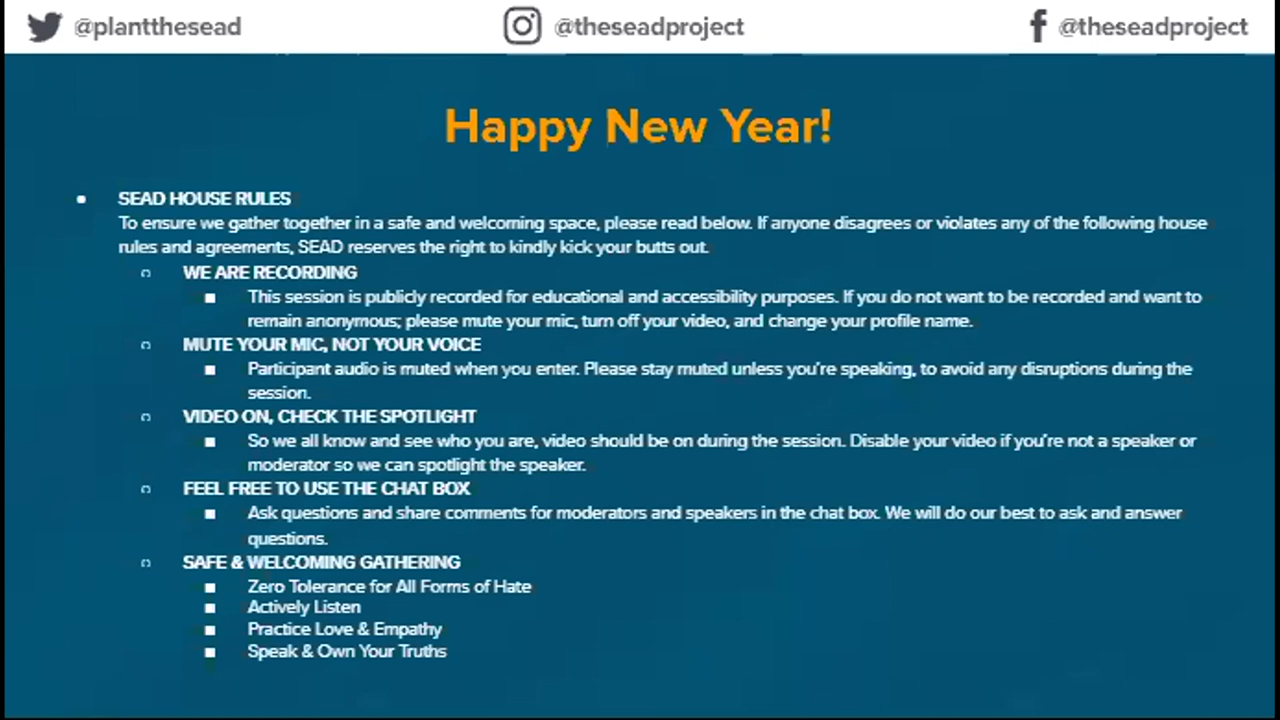 @plantthesead @theseadproject @theseadproject
Happy New Year!
SEAD HOUSE RULES
To ensure we gather together in a safe and welcoming space, please read below. If anyone disagrees or violates any of the following house
rules and agreements, SEAD reserves the right to kindly kick your butts out.
WE ARE RECORDING
This session is publicly recorded for educational and accessibility purposes. If you do not want to be recorded and want to
remain anonymous; please mute your mic, turn off your video, and change your profile name.
MUTE YOUR MIC, NOT YOUR VOICE
Participant audio is muted when you enter. Please stay muted unless you're speaking, to avoid any disruptions during the
session.
VIDEO ON, CHECK THE SPOTLIGHT
So we all know and see who you are, video should be on during the session. Disable your video if you're not a speaker or
moderator so we can spotlight the speaker.
FEEL FREE TO USE THE CHAT BOX
Ask questions and share comments for moderators and speakers in the chat box. We will do our best to ask and answer
questions.
SAFE & WELCOMING GATHERING
Zero Tolerance for All Forms of Hate
Actively Listen
Practice Love & Empathy
Speak & Own Your Truths